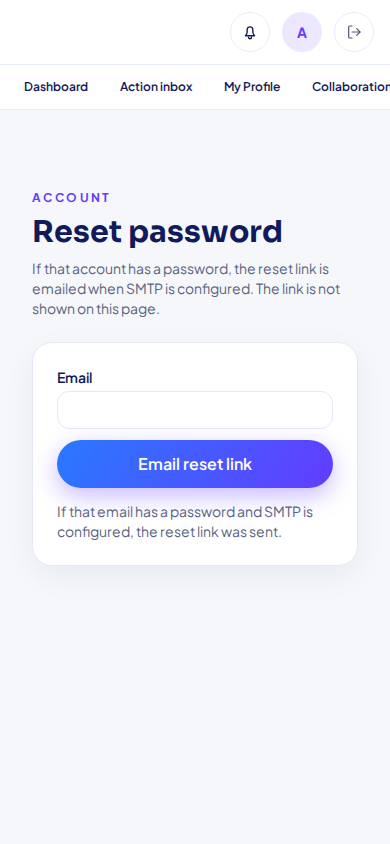 A
Dashboard Action inbox My Profile Collaboration
ACCOUNT
Reset password
If that account has a password, the reset link is
emailed when SMTP is configured. The link is not
shown on this page.
Email
Email reset link
If that email has a password and SMTP is
configured, the reset link was sent.